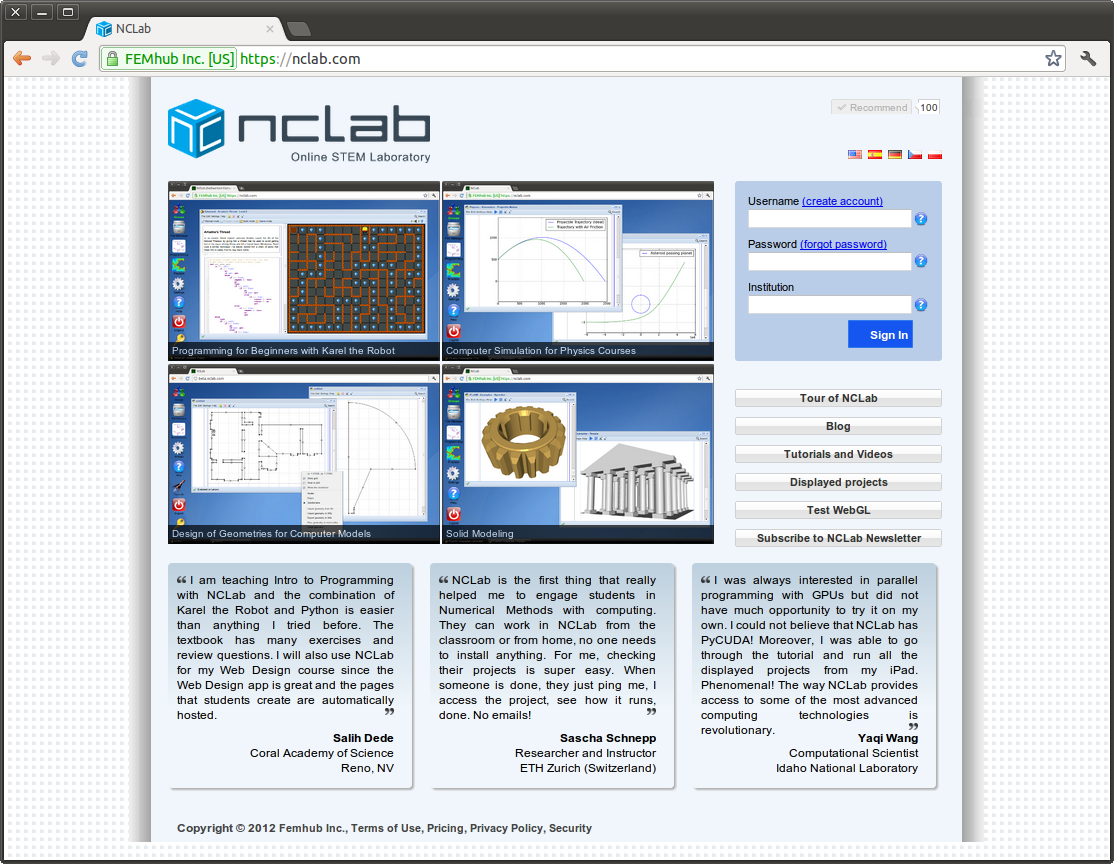 NCLab
FEMhub Inc. [US] https://nclab.com
nclab
Online STEM Laboratory
Recommend 100
Username (create account)
Password (forgot password)
Institution
Sign In
Programming for Beginners with Karel the Robot
Projectile Trajectory (ideal)
Trajectory with Air Friction
Asteroid passing planet
Computer Simulation for Physics Courses
Design of Geometries for Computer Models
Solid Modeling
Tour of NCLab
Blog
Tutorials and Videos
Displayed projects
Test WebGL
Subscribe to NCLab Newsletter
❝ I am teaching Intro to Programming
with NCLab and the combination of
Karel the Robot and Python is easier
than anything I tried before. The
textbook has many exercises and
review questions. I will also use NCLab
for my Web Design course since the
Web Design app is great and the pages
that students create are automatically
hosted. ❞
Salih Dede
Coral Academy of Science
Reno, NV
❝ NCLab is the first thing that really
helped me to engage students in
Numerical Methods with computing.
They can work in NCLab from the
classroom or from home, no one needs
to install anything. For me, checking
their projects is super easy. When
someone is done, they just ping me, I
access the project, see how it runs,
done. No emails! ❞
Sascha Schnepp
Researcher and Instructor
ETH Zurich (Switzerland)
❝ I was always interested in parallel
programming with GPUs but did not
have much opportunity to try it on my
own. I could not believe that NCLab has
PyCUDA! Moreover, I was able to go
through the tutorial and run all the
displayed projects from my iPad.
Phenomenal! The way NCLab provides
access to some of the most advanced
computing technologies is
revolutionary. ❞
Yaqi Wang
Computational Scientist
Idaho National Laboratory
Copyright © 2012 Femhub Inc., Terms of Use, Pricing, Privacy Policy, Security